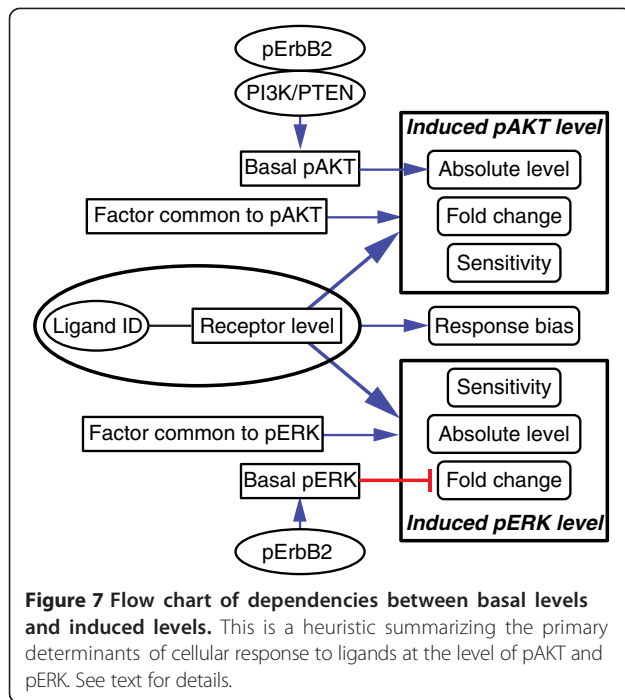 pErbB2
PI3K/PTEN
Induced pAKT level
Basal pAKT
Absolute level
Factor common to pAKT
Fold change
Sensitivity
Ligand ID
Receptor level
Response bias
Sensitivity
Factor common to pERK
Absolute level
Basal pERK
Fold change
Induced pERK level
pErbB2
Figure 7 Flow chart of dependencies between basal levels
and induced levels. This is a heuristic summarizing the primary
determinants of cellular response to ligands at the level of pAKT and
pERK. See text for details.